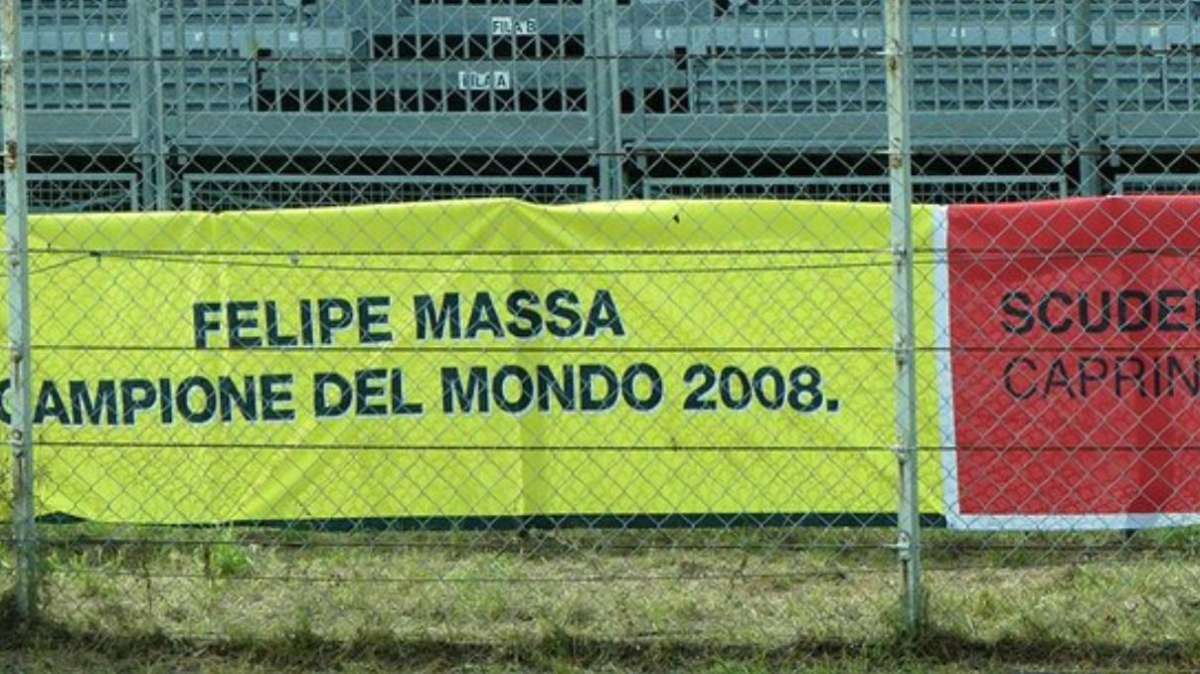 FILA B
FILA A
FELIPE MASSA
CAMPIONE DEL MONDO 2008.
SCUDE
CAPRIN